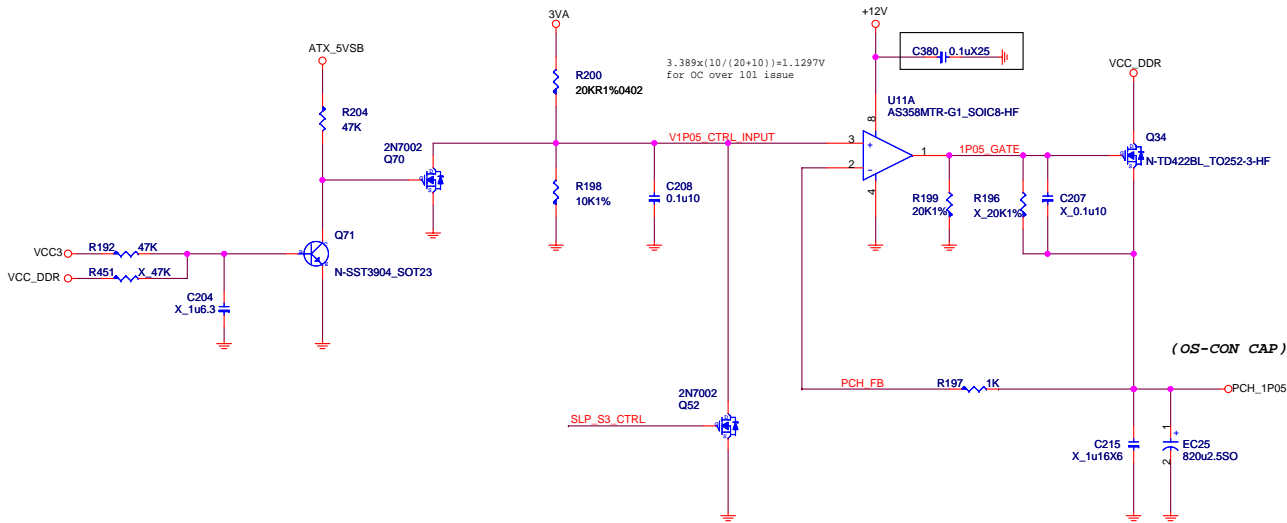 3VA
+12V
ATX_5VSB
C380 0.1uX25
3.389x(10/(20+10))=1.1297V
for OC over 101 issue
VCC_DDR
R200
20KR1%0402
U11A
AS358MTR-G1_SOIC8-HF
R204
47K
8
Q34
2N7002
Q70
V1P05_CTRL_INPUT
3
+
1
1P05_GATE
N-TD422BL_TO252-3-HF
2
-
4
R198
10K1%
C208
0.1u10
R199
20K1%
R196
X_20K1%
C207
X_0.1u10
Q71
VCC3
R192 47K
N-SST3904_SOT23
VCC_DDR
R451 X_47K
C204
X_1u6.3
(OS-CON CAP)
PCH_FB
R197 1K
PCH_1P05
2N7002
Q52
SLP_S3_CTRL
1
C215
X_1u16X6
+
EC25
820u2.5SO
2